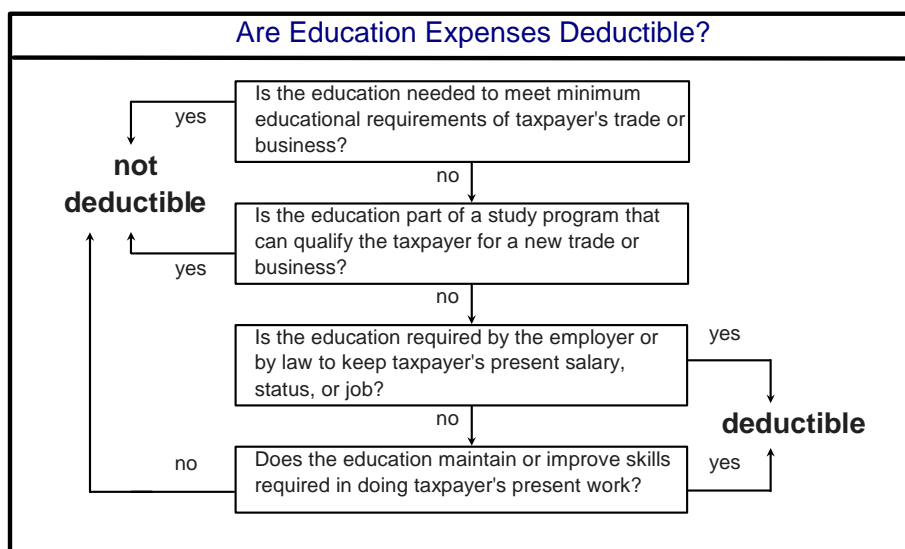 Are Education Expenses Deductible?
Is the education needed to meet minimum
educational requirements of taxpayer's trade or
business?
yes
not
deductible
no
Is the education part of a study program that
can qualify the taxpayer for a new trade or
business?
yes
no
Is the education required by the employer or
by law to keep taxpayer's present salary,
status, or job?
yes
no
deductible
Does the education maintain or improve skills
required in doing taxpayer's present work?
no
yes